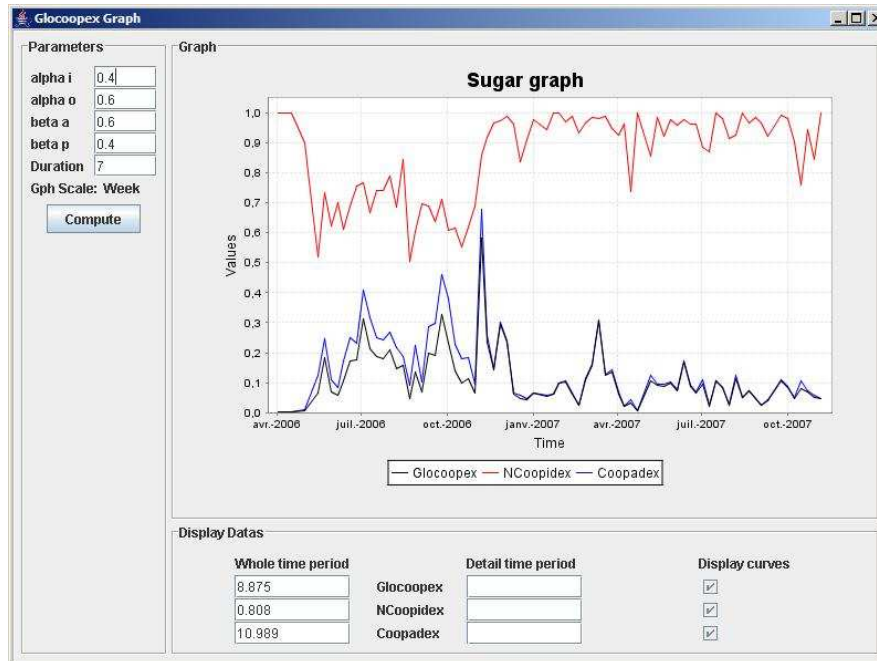 Glocoopex Graph
Parameters
alpha i 0.4
alpha o 0.6
beta a 0.6
beta p 0.4
Duration 7
Gph Scale: Week
Compute
Graph
Sugar graph
Values
1,0
0,9
0,8
0,7
0,6
0,5
0,4
0,3
0,2
0,1
0,0
avr.-2006 juil.-2006 oct.-2006 janv.-2007 avr.-2007 juil.-2007 oct.-2007
Time
Glocoopex NCoopidex Coopadex
Display Datas
Whole time period Detail time period Display curves
8.875 Glocoopex
0.808 NCoopidex
10.989 Coopadex